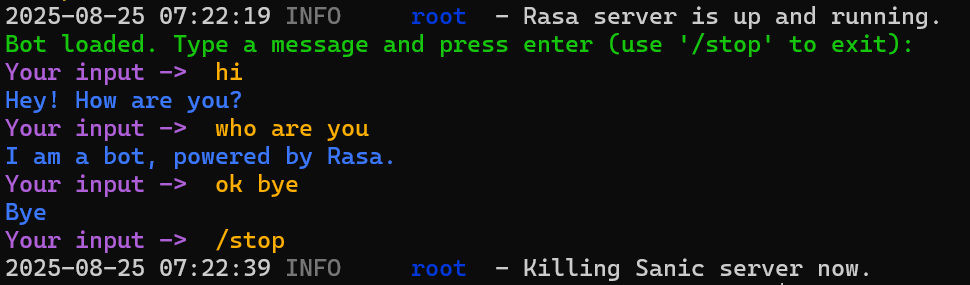 2025-08-25 07:22:19 INFO     root  - Rasa server is up and running.
Bot loaded. Type a message and press enter (use '/stop' to exit):
Your input ->  hi
Hey! How are you?
Your input ->  who are you
I am a bot, powered by Rasa.
Your input ->  ok bye
Bye
Your input ->  /stop
2025-08-25 07:22:39 INFO     root  - Killing Sanic server now.